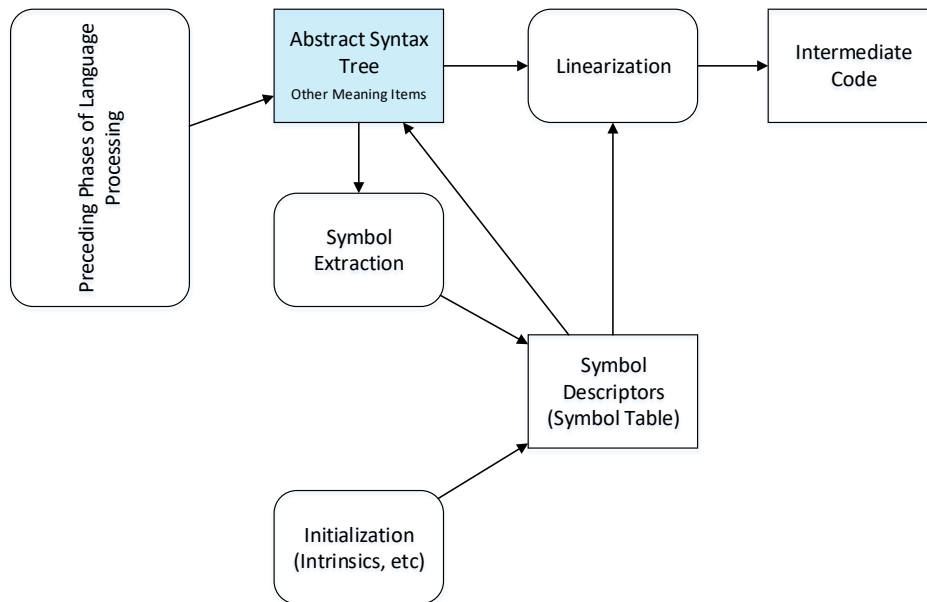 Preceding Phases of Language
Processing
Abstract Syntax
Tree
Other Meaning Items
Linearization
Intermediate
Code
Symbol
Extraction
Symbol
Descriptors
(Symbol Table)
Initialization
(Intrinsics, etc)